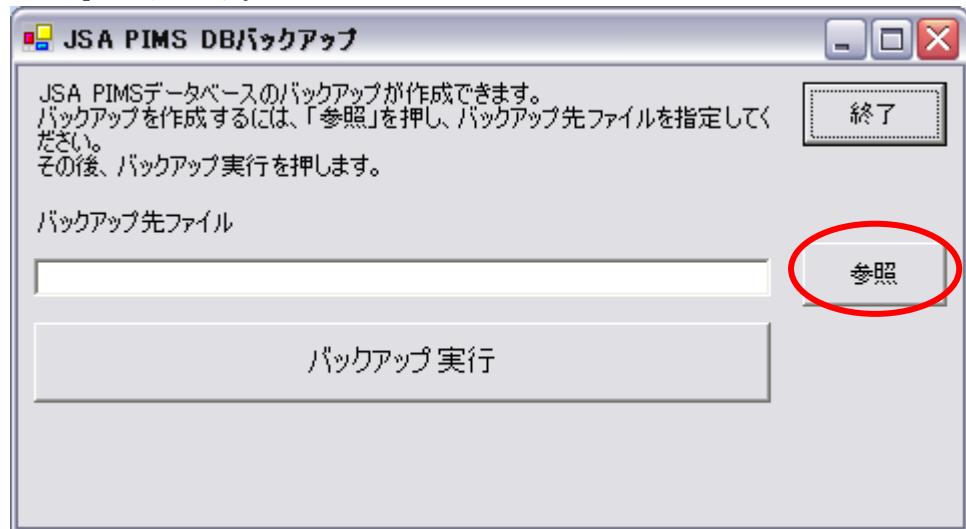 JSA PIMS DBバックアップ
JSA PIMSデータベースのバックアップが作成できます。
バックアップを作成するには、「参照」を押し、バックアップ先ファイルを指定してく
ださい。
その後、バックアップ実行を押します。
終了
バックアップ先ファイル
参照
バックアップ実行